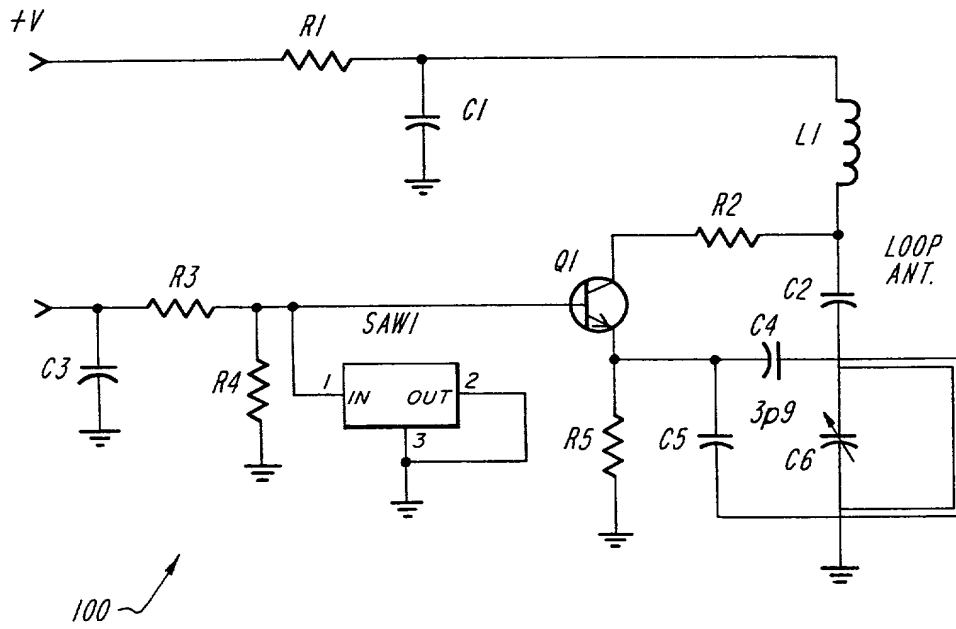 +V
R1
C1
L1
R2
LOOP
ANT.
Q1
C2
R3
SAW1
C4
C3
R4
1
IN
OUT
2
3
3p9
R5
C5
C6
100